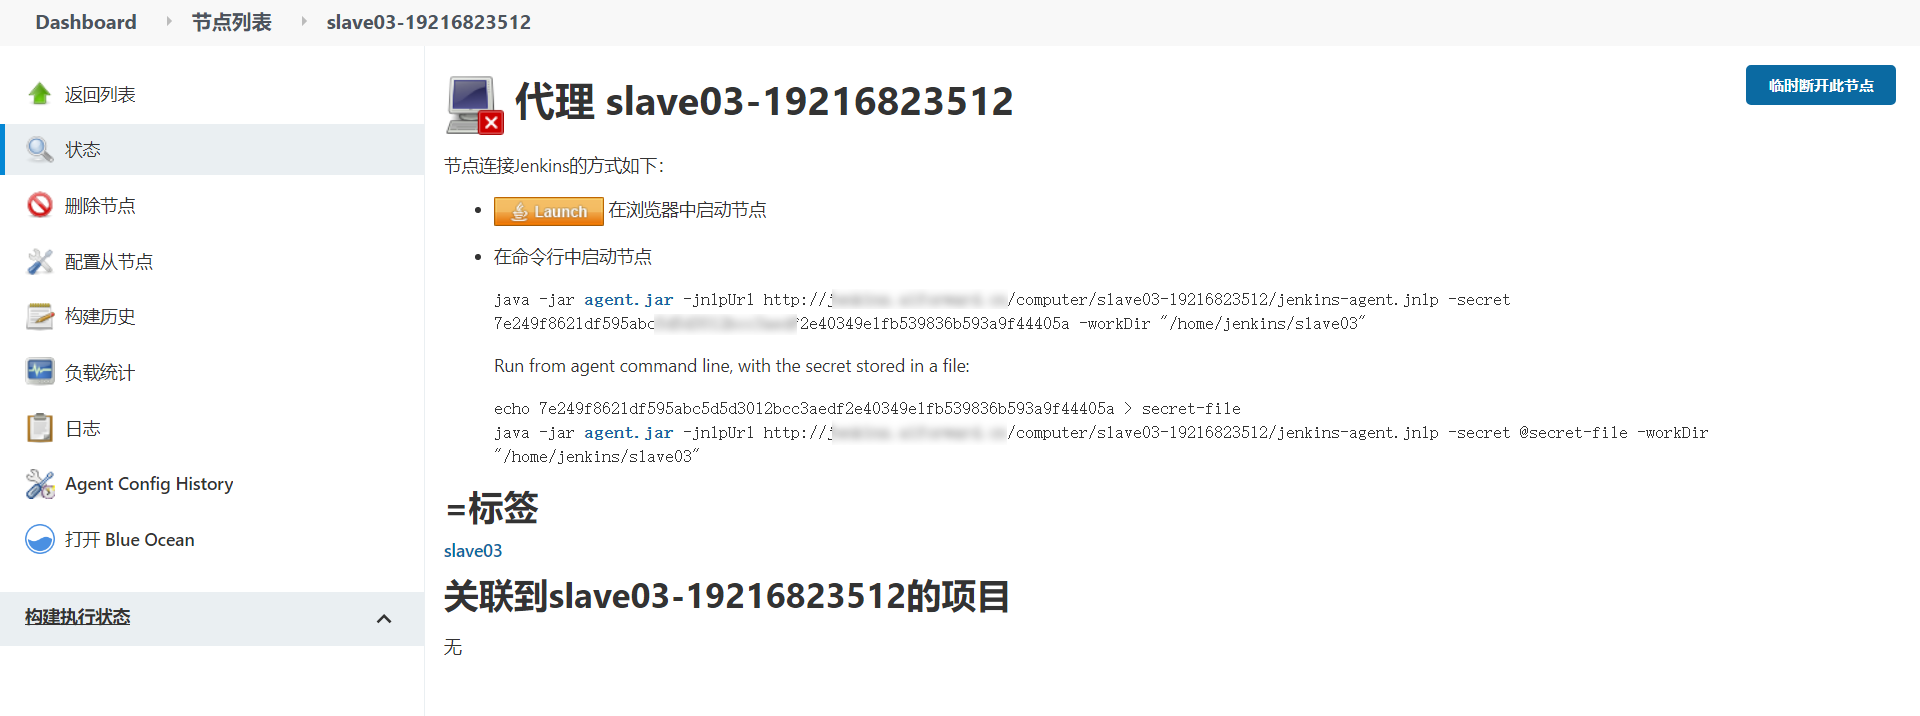 Dashboard 节点列表 slave03-19216823512
返回列表
状态
删除节点
配置从节点
构建历史
负载统计
日志
Agent Config History
打开 Blue Ocean
构建执行状态
代理 slave03-19216823512
临时断开此节点
节点连接Jenkins的方式如下：
Launch 在浏览器中启动节点
在命令行中启动节点
java -jar agent.jar -jnlpUrl http://j /computer/slave03-19216823512/jenkins-agent.jnlp -secret
7e249f8621df595abc f2e40349e1fb539836b593a9f44405a -workDir "/home/jenkins/slave03"
Run from agent command line, with the secret stored in a file:
echo 7e249f8621df595abc5d5d3012bcc3aedf2e40349e1fb539836b593a9f44405a > secret-file
java -jar agent.jar -jnlpUrl http://j /computer/slave03-19216823512/jenkins-agent.jnlp -secret @secret-file -workDir
"/home/jenkins/slave03"
=标签
slave03
关联到slave03-19216823512的项目
无